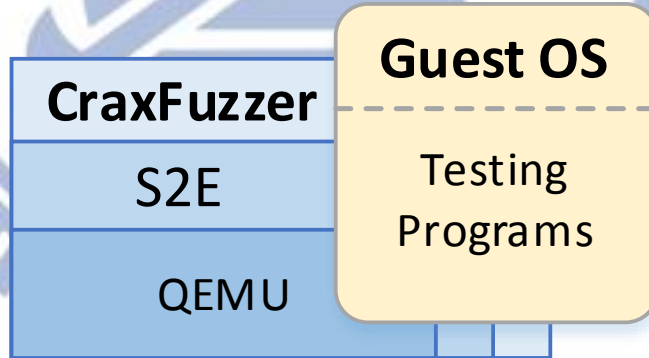 Guest OS
CraxFuzzer
Testing
Programs
S2E
QEMU